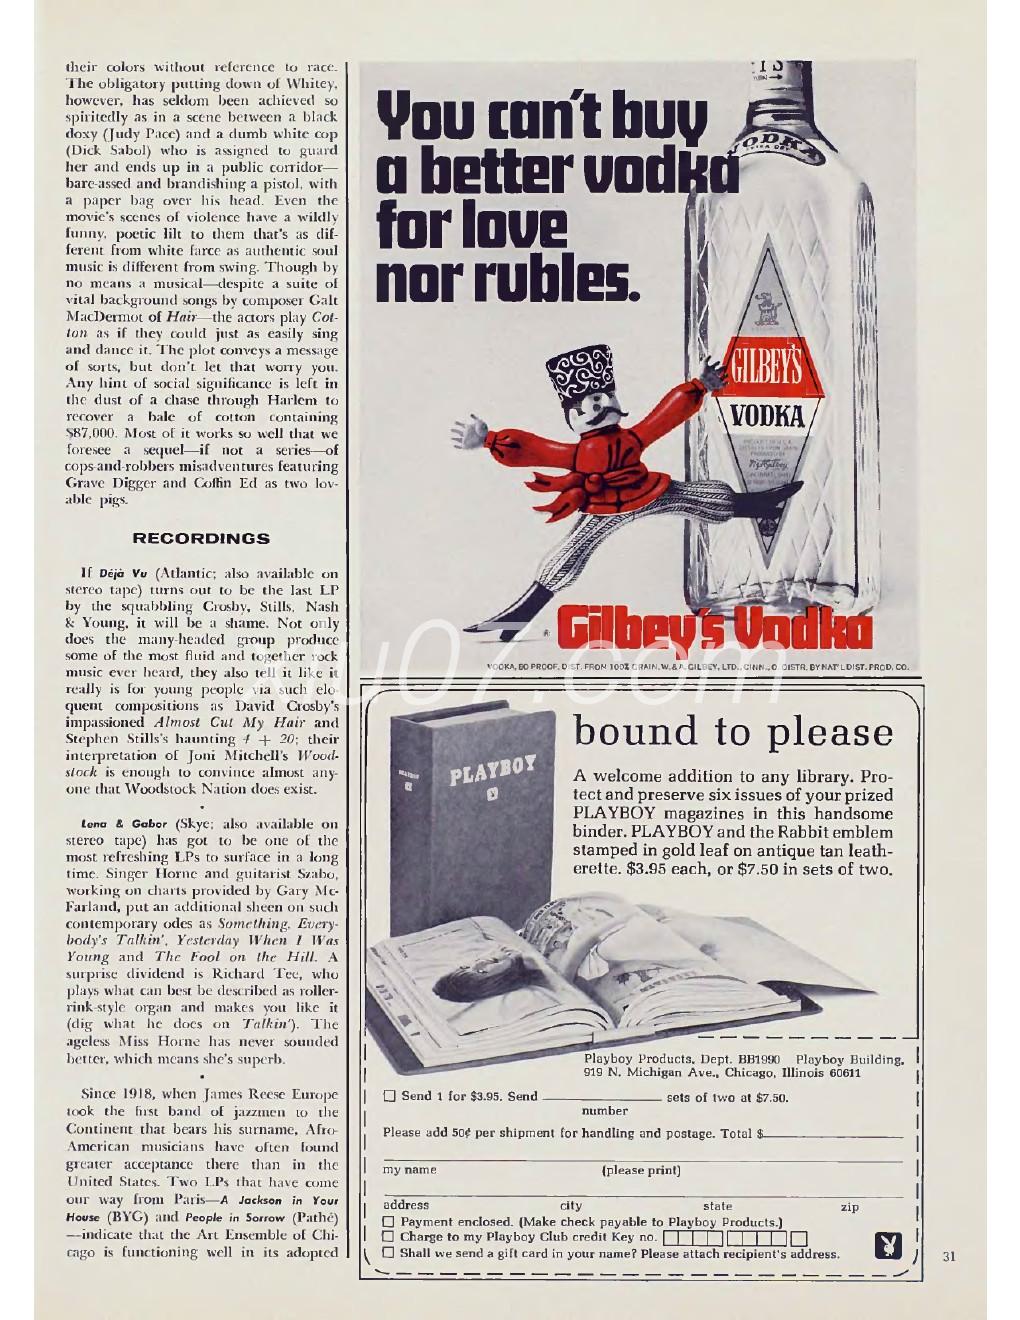 their colors without reference to race.
The obligatory putting down of Whitey,
however, has seldom been achieved so
spiritedly as in a scene between a black
doxy (Judy Pace) and a dumb white cop
(Dick Sabol) who is assigned to guard
her and ends up in a public corridor—
bare-assed and brandishing a pistol, with
a paper bag over his head. Even the
movie's scenes of violence have a wildly
funny, poetic lilt to them that's as dif-
ferent from white farce as authentic soul
music is different from swing. Though by
no means a musical—despite a suite of
vital background songs by composer Galt
MacDermot of Hair—the actors play Cot-
ton as if they could just as easily sing
and dance it. The plot conveys a message
of sorts, but don't let that worry you.
Any hint of social significance is left in
the dust of a chase through Harlem to
recover a bale of cotton containing
$87,000. Most of it works so well that we
foresee a sequel—if not a series—of
cops-and-robbers misadventures featuring
Grave Digger and Coffin Ed as two lov-
able pigs.
RECORDINGS
If Déjà Vu (Atlantic; also available on
stereo tape) turns out to be the last LP
by the squabbling Crosby, Stills, Nash
& Young, it will be a shame. Not only
does the many-headed group produce
some of the most fluid and together rock
music ever heard, they also tell it like it
really is for young people via such elo-
quent compositions as David Crosby's
impassioned Almost Cut My Hair and
Stephen Stills's haunting 4 + 20; their
interpretation of Joni Mitchell's Wood-
stock is enough to convince almost any-
one that Woodstock Nation does exist.
•
Lena & Gabor (Skye; also available on
stereo tape) has got to be one of the
most refreshing LPs to surface in a long
time. Singer Horne and guitarist Szabo,
working on charts provided by Gary Mc-
Farland, put an additional sheen on such
contemporary odes as Something, Every-
body's Talkin', Yesterday When I Was
Young and The Fool on the Hill. A
surprise dividend is Richard Tee, who
plays what can best be described as roller-
rink-style organ and makes you like it
(dig what he does on Talkin'). The
ageless Miss Horne has never sounded
better, which means she's superb.
•
Since 1918, when James Reese Europe
took the first band of jazzmen to the
Continent that bears his surname, Afro-
American musicians have often found
greater acceptance there than in the
United States. Two LPs that have come
our way from Paris—A Jackson in Your
House (BYG) and People in Sorrow (Pathé)
—indicate that the Art Ensemble of Chi-
cago is functioning well in its adopted
You can't buy
a better vodka
for love
nor rubles.
VODKA
GILBEY'S
VODKA
Gilbey's Vodka
VODKA, 80 PROOF. DIST. FROM 100% GRAIN. W. & A. GILBEY, LTD., CINN., O. DISTR. BY NAT'L DIST. PROD. CO.
xiu07.com
PLAYBOY
bound to please
A welcome addition to any library. Pro-
tect and preserve six issues of your prized
PLAYBOY magazines in this handsome
binder. PLAYBOY and the Rabbit emblem
stamped in gold leaf on antique tan leath-
erette. $3.95 each, or $7.50 in sets of two.
Playboy Products, Dept. BB1990 Playboy Building,
919 N. Michigan Ave., Chicago, Illinois 60611
Send 1 for $3.95. Send sets of two at $7.50.
number
Please add 50¢ per shipment for handling and postage. Total $
my name (please print)
address city state zip
Payment enclosed. (Make check payable to Playboy Products.)
Charge to my Playboy Club credit Key no.
Shall we send a gift card in your name? Please attach recipient's address.
31